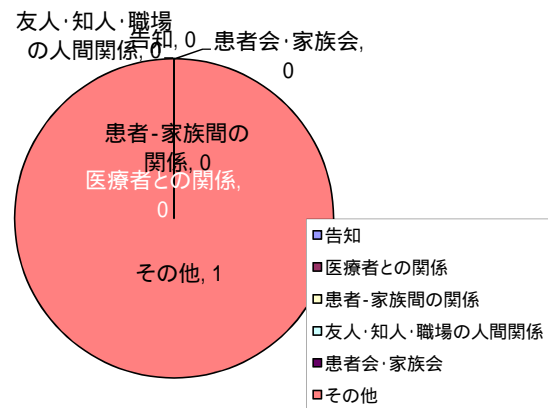 友人・知人・職場
の人間関係, 0
告知, 0
患者会・家族会,
0
患者-家族間の
関係, 0
医療者との関係,
0
その他, 1
告知
医療者との関係
患者-家族間の関係
友人・知人・職場の人間関係
患者会・家族会
その他